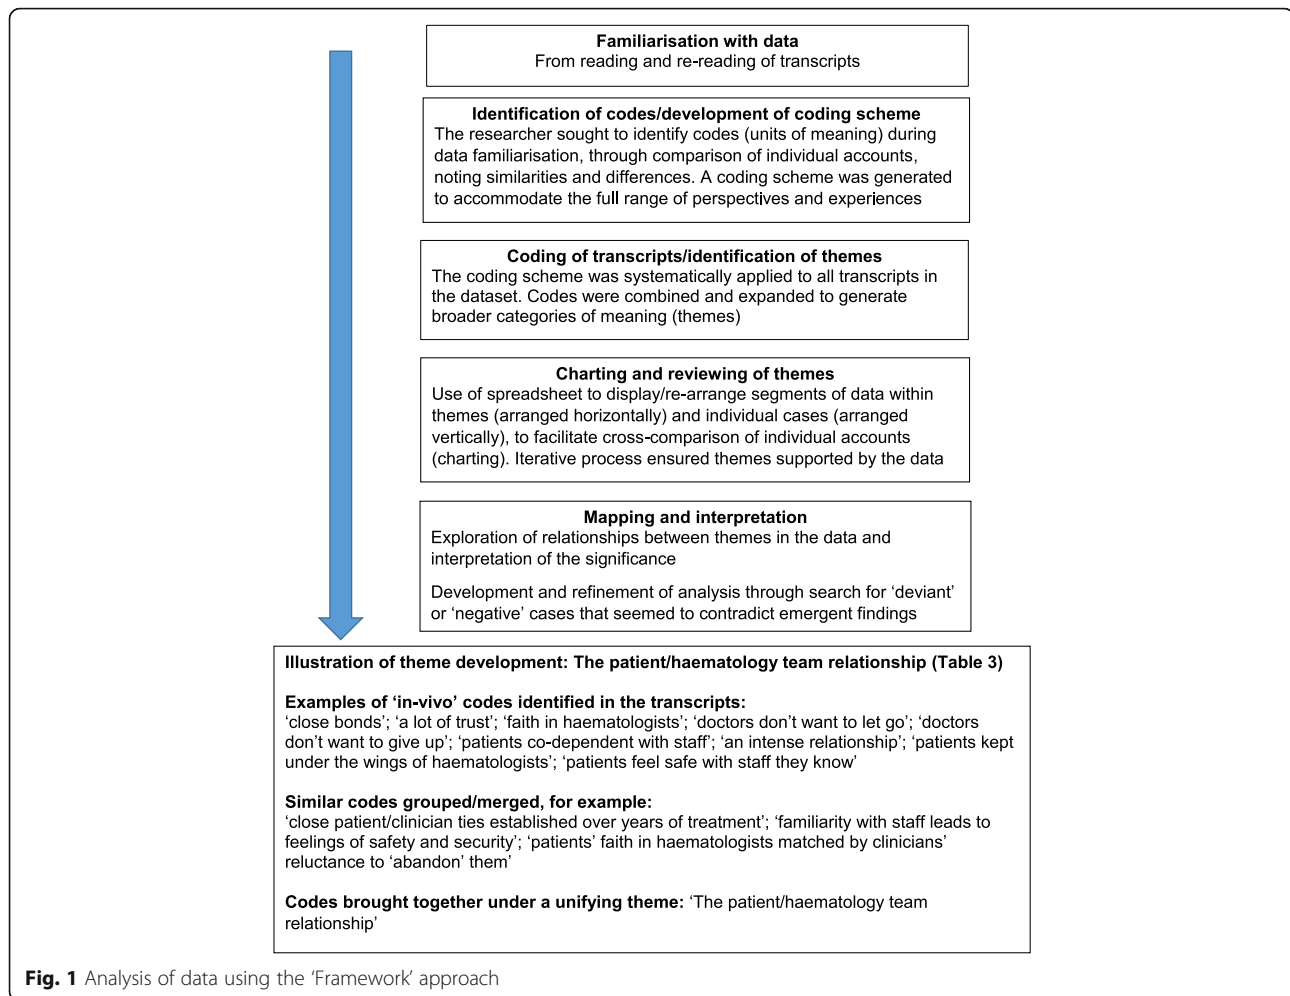 Familiarisation with data
From reading and re-reading of transcripts
Identification of codes/development of coding scheme
The researcher sought to identify codes (units of meaning) during
data familiarisation, through comparison of individual accounts,
noting similarities and differences. A coding scheme was generated
to accommodate the full range of perspectives and experiences
Coding of transcripts/identification of themes
The coding scheme was systematically applied to all transcripts in
the dataset. Codes were combined and expanded to generate
broader categories of meaning (themes)
Charting and reviewing of themes
Use of spreadsheet to display/re-arrange segments of data within
themes (arranged horizontally) and individual cases (arranged
vertically), to facilitate cross-comparison of individual accounts
(charting). Iterative process ensured themes supported by the data
Mapping and interpretation
Exploration of relationships between themes in the data and
interpretation of the significance
Development and refinement of analysis through search for ‘deviant’
or ‘negative’ cases that seemed to contradict emergent findings
Illustration of theme development: The patient/haematology team relationship (Table 3)
Examples of ‘in-vivo’ codes identified in the transcripts:
‘close bonds’; ‘a lot of trust’; ‘faith in haematologists’; ‘doctors don’t want to let go’; ‘doctors
don’t want to give up’; ‘patients co-dependent with staff’; ‘an intense relationship’; ‘patients kept
under the wings of haematologists’; ‘patients feel safe with staff they know’
Similar codes grouped/merged, for example:
‘close patient/clinician ties established over years of treatment’; ‘familiarity with staff leads to
feelings of safety and security’; ‘patients’ faith in haematologists matched by clinicians’
reluctance to ‘abandon’ them’
Codes brought together under a unifying theme: ‘The patient/haematology team
relationship’
Fig. 1 Analysis of data using the ‘Framework’ approach